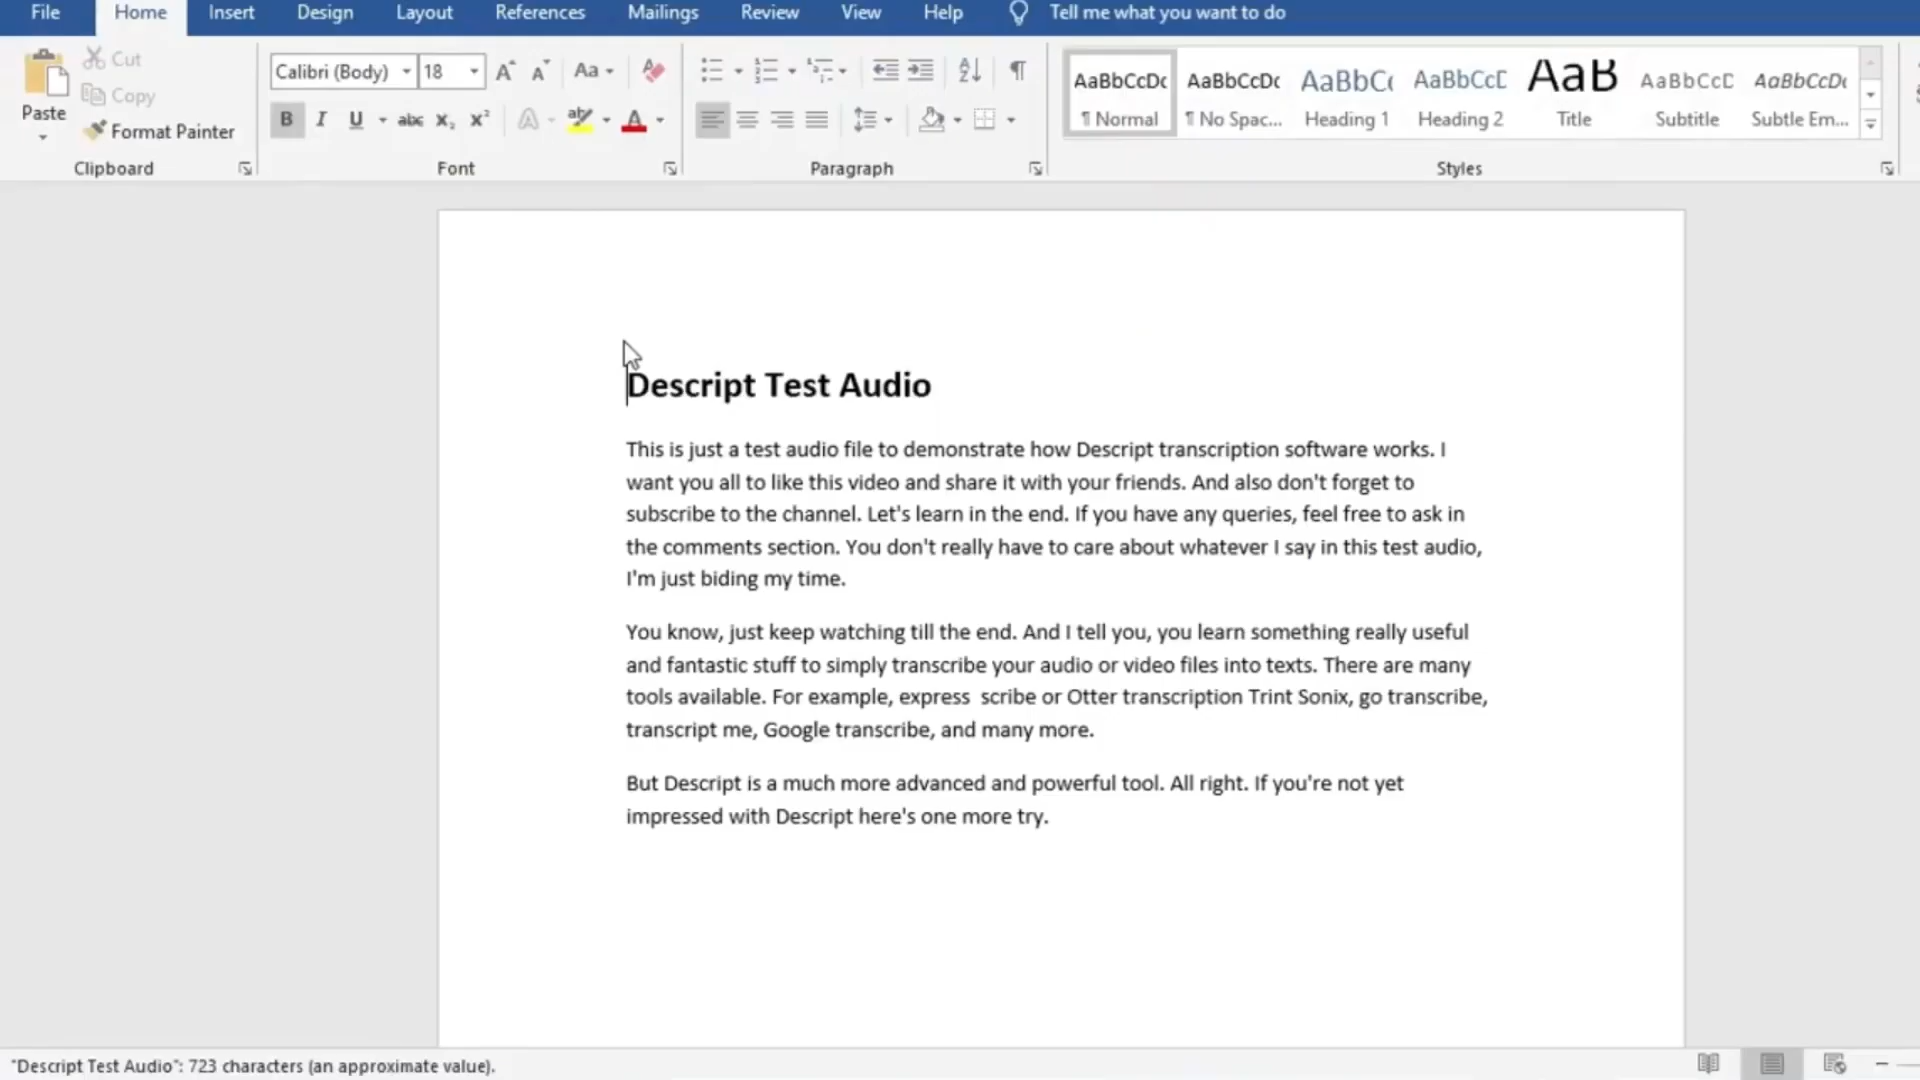 File Home Insert Design Layout References Mailings Review View Help Tell me what you want to do
Paste
Cut
Copy
Format Painter
Clipboard
Calibri (Body) 18
Font
Paragraph
AaBbCcDc AaBbCcDc AaBbC AaBbCcD AaB AaBbCcD AaBbCcDc
¶ Normal ¶ No Spac... Heading 1 Heading 2 Title Subtitle Subtle Em...
Styles
Descript Test Audio
This is just a test audio file to demonstrate how Descript transcription software works. I
want you all to like this video and share it with your friends. And also don't forget to
subscribe to the channel. Let's learn in the end. If you have any queries, feel free to ask in
the comments section. You don't really have to care about whatever I say in this test audio,
I'm just biding my time.
You know, just keep watching till the end. And I tell you, you learn something really useful
and fantastic stuff to simply transcribe your audio or video files into texts. There are many
tools available. For example, express  scribe or Otter transcription Trint Sonix, go transcribe,
transcript me, Google transcribe, and many more.
But Descript is a much more advanced and powerful tool. All right. If you're not yet
impressed with Descript here's one more try.
"Descript Test Audio": 723 characters (an approximate value).